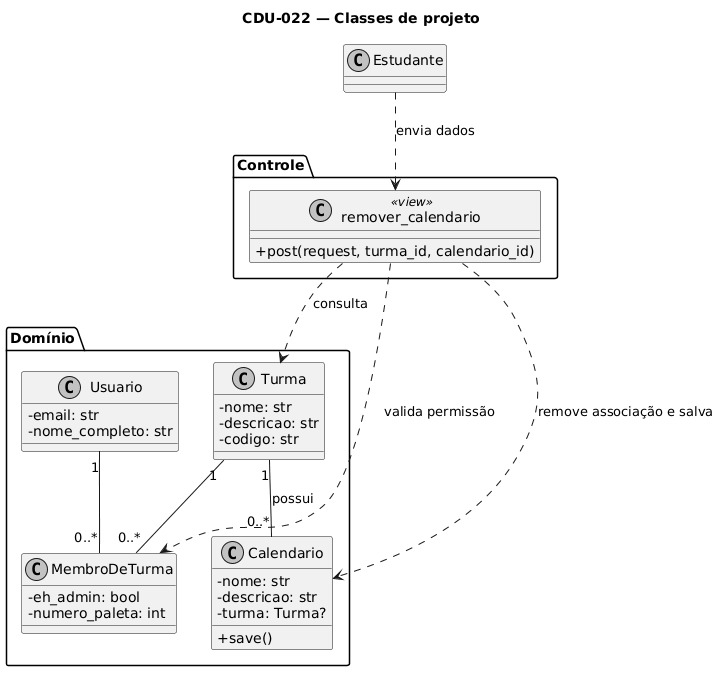 CDU-022 — Classes de projeto
C Estudante
envia dados
Controle
C «view»
remover_calendario
+post(request, turma_id, calendario_id)
consulta
Domínio
C Usuario
-email: str
-nome_completo: str
C Turma
-nome: str
-descricao: str
-codigo: str
valida permissão
remove associação e salva
1
1
1
possui
0..*
0..*
0..*
C MembroDeTurma
-eh_admin: bool
-numero_paleta: int
C Calendario
-nome: str
-descricao: str
-turma: Turma?
+save()